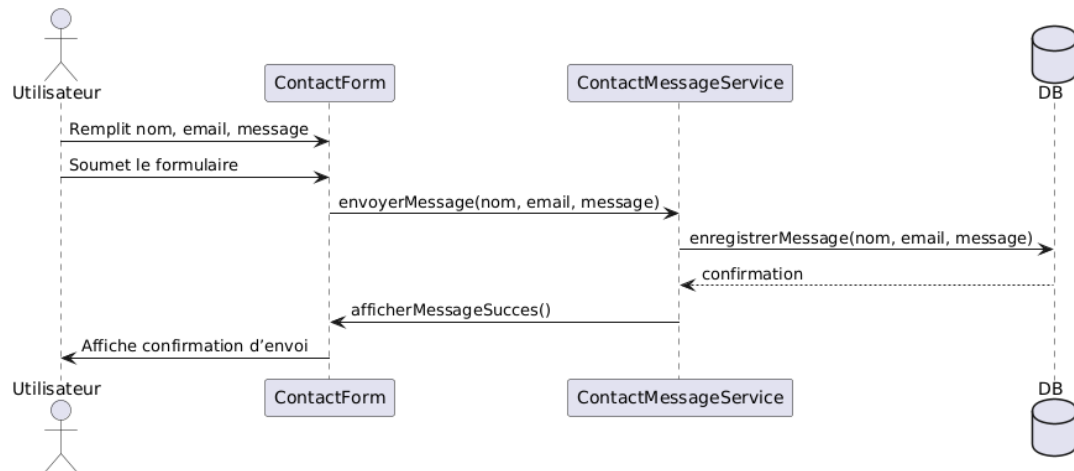 Utilisateur
ContactForm
ContactMessageService
DB
Remplit nom, email, message
Soumet le formulaire
envoyerMessage(nom, email, message)
enregistrerMessage(nom, email, message)
confirmation
afficherMessageSucces()
Affiche confirmation d’envoi
Utilisateur
ContactForm
ContactMessageService
DB